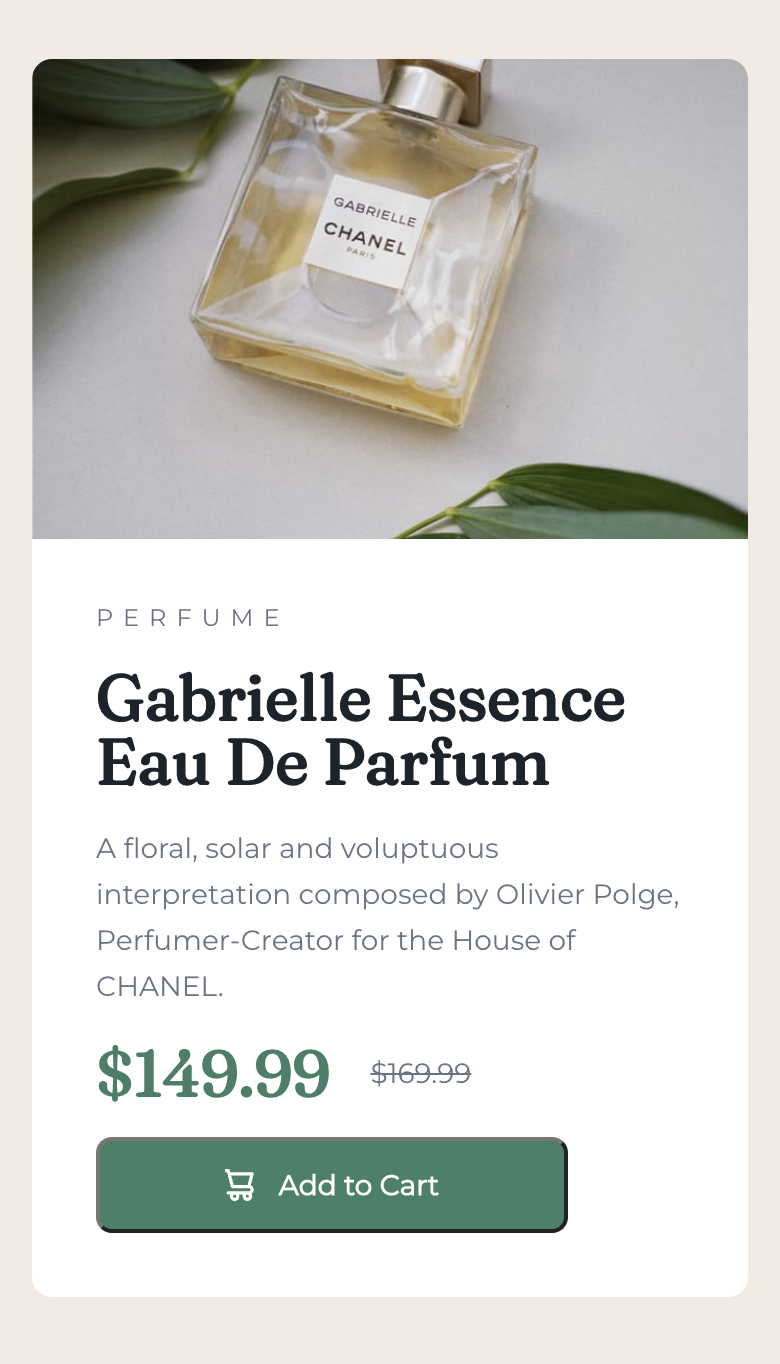 GABRIELLE
CHANEL
PARIS
PERFUME
Gabrielle Essence
Eau De Parfum
A floral, solar and voluptuous
interpretation composed by Olivier Polge,
Perfumer-Creator for the House of
CHANEL.
$149.99 $169.99
Add to Cart